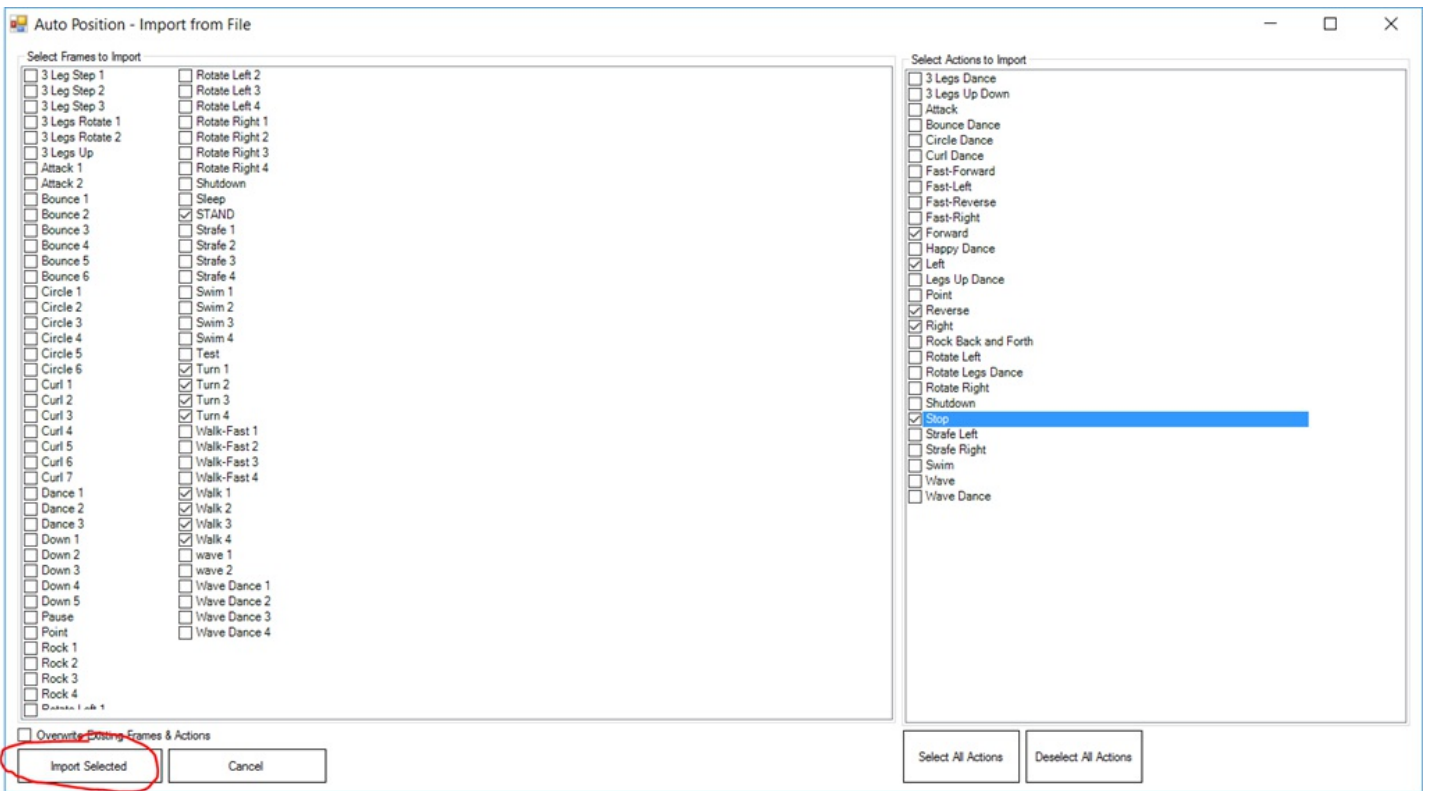 Auto Position - Import from File
Select Frames to Import
3 Leg Step 1
3 Leg Step 2
3 Leg Step 3
3 Legs Rotate 1
3 Legs Rotate 2
3 Legs Up
Attack 1
Attack 2
Bounce 1
Bounce 2
Bounce 3
Bounce 4
Bounce 5
Bounce 6
Circle 1
Circle 2
Circle 3
Circle 4
Circle 5
Circle 6
Curl 1
Curl 2
Curl 3
Curl 4
Curl 5
Curl 6
Curl 7
Dance 1
Dance 2
Dance 3
Down 1
Down 2
Down 3
Down 4
Down 5
Pause
Point
Rock 1
Rock 2
Rock 3
Rock 4
Rotate Left 1
Rotate Left 2
Rotate Left 3
Rotate Left 4
Rotate Right 1
Rotate Right 2
Rotate Right 3
Rotate Right 4
Shutdown
Sleep
STAND
Strafe 1
Strafe 2
Strafe 3
Strafe 4
Swim 1
Swim 2
Swim 3
Swim 4
Test
Turn 1
Turn 2
Turn 3
Turn 4
Walk-Fast 1
Walk-Fast 2
Walk-Fast 3
Walk-Fast 4
Walk 1
Walk 2
Walk 3
Walk 4
wave 1
wave 2
Wave Dance 1
Wave Dance 2
Wave Dance 3
Wave Dance 4
Select Actions to Import
3 Legs Dance
3 Legs Up Down
Attack
Bounce Dance
Circle Dance
Curl Dance
Fast-Forward
Fast-Left
Fast-Reverse
Fast-Right
Forward
Happy Dance
Left
Legs Up Dance
Point
Reverse
Right
Rock Back and Forth
Rotate Left
Rotate Legs Dance
Rotate Right
Shutdown
Stop
Strafe Left
Strafe Right
Swim
Wave
Wave Dance
Overwrite Existing Frames & Actions
Import Selected
Cancel
Select All Actions
Deselect All Actions